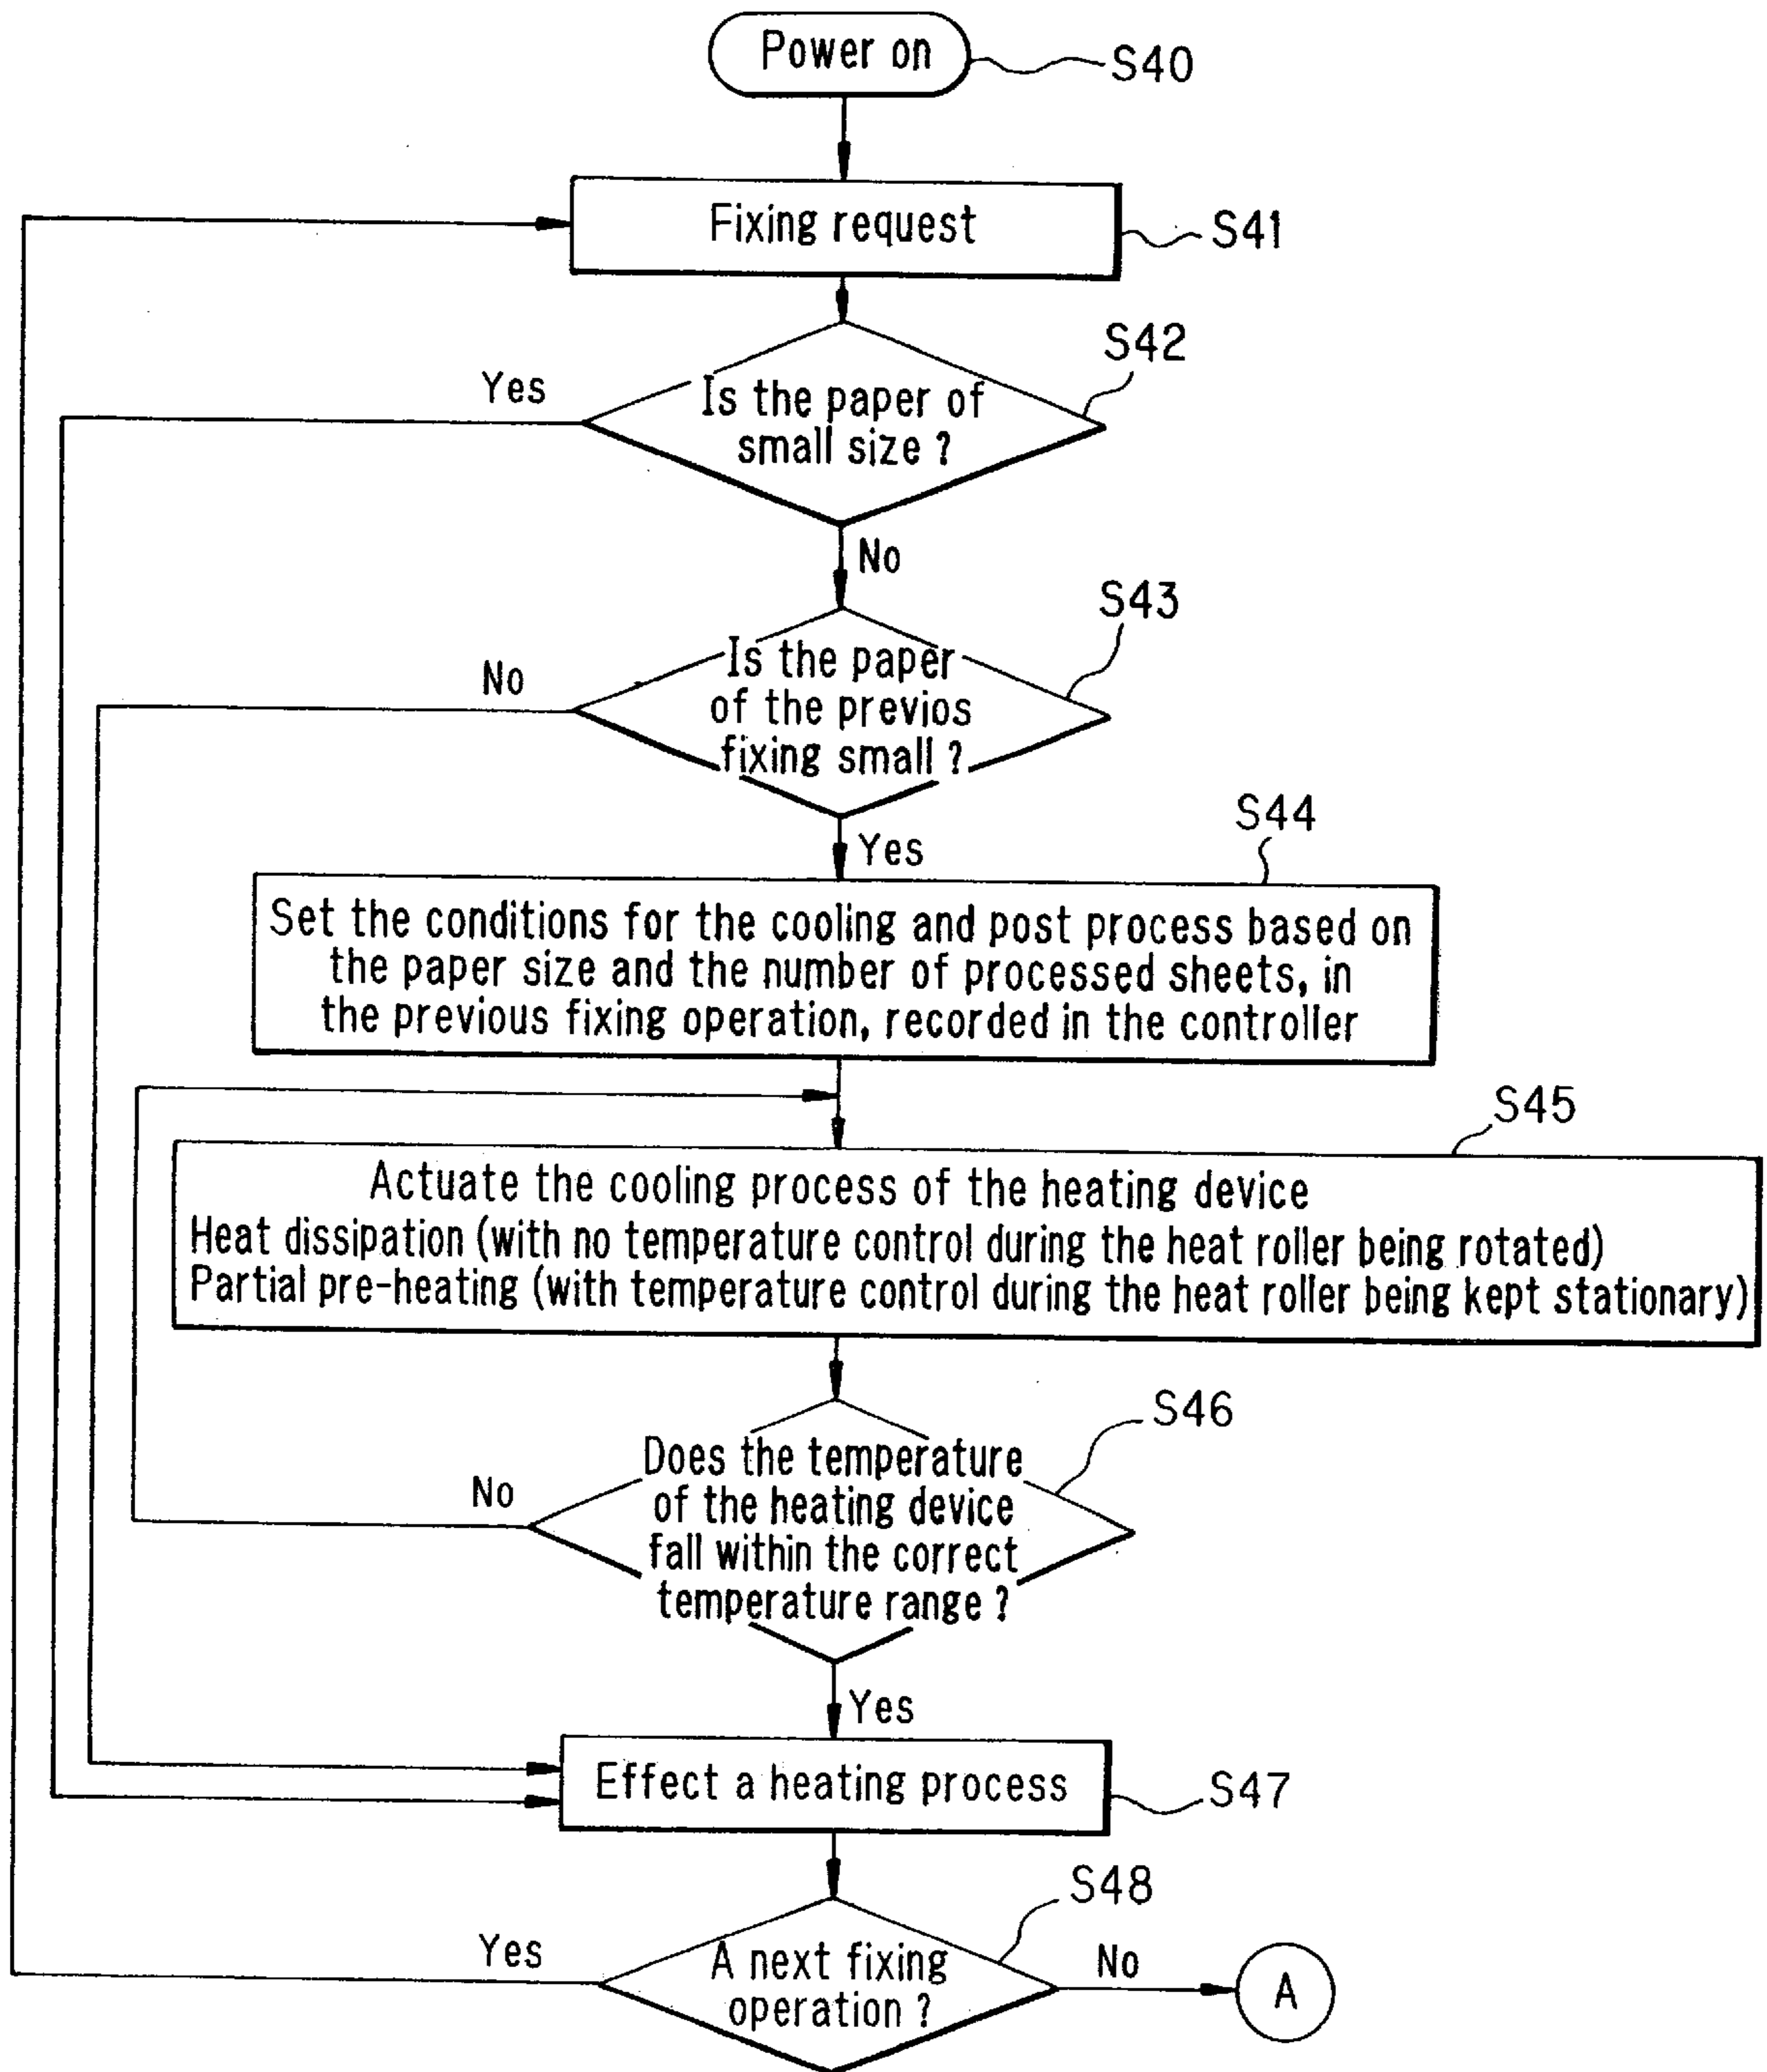 Power on
S40
Fixing request
S41
S42
Yes
Is the paper of
small size ?
No
S43
No
Is the paper
of the previos
fixing small ?
Yes
S44
Set the conditions for the cooling and post process based on
the paper size and the number of processed sheets, in
the previous fixing operation, recorded in the controller
S45
Actuate the cooling process of the heating device
Heat dissipation (with no temperature control during the heat roller being rotated)
Partial pre-heating (with temperature control during the heat roller being kept stationary)
S46
No
Does the temperature
of the heating device
fall within the correct
temperature range ?
Yes
Effect a heating process
S47
S48
Yes
A next fixing
operation ?
No
A